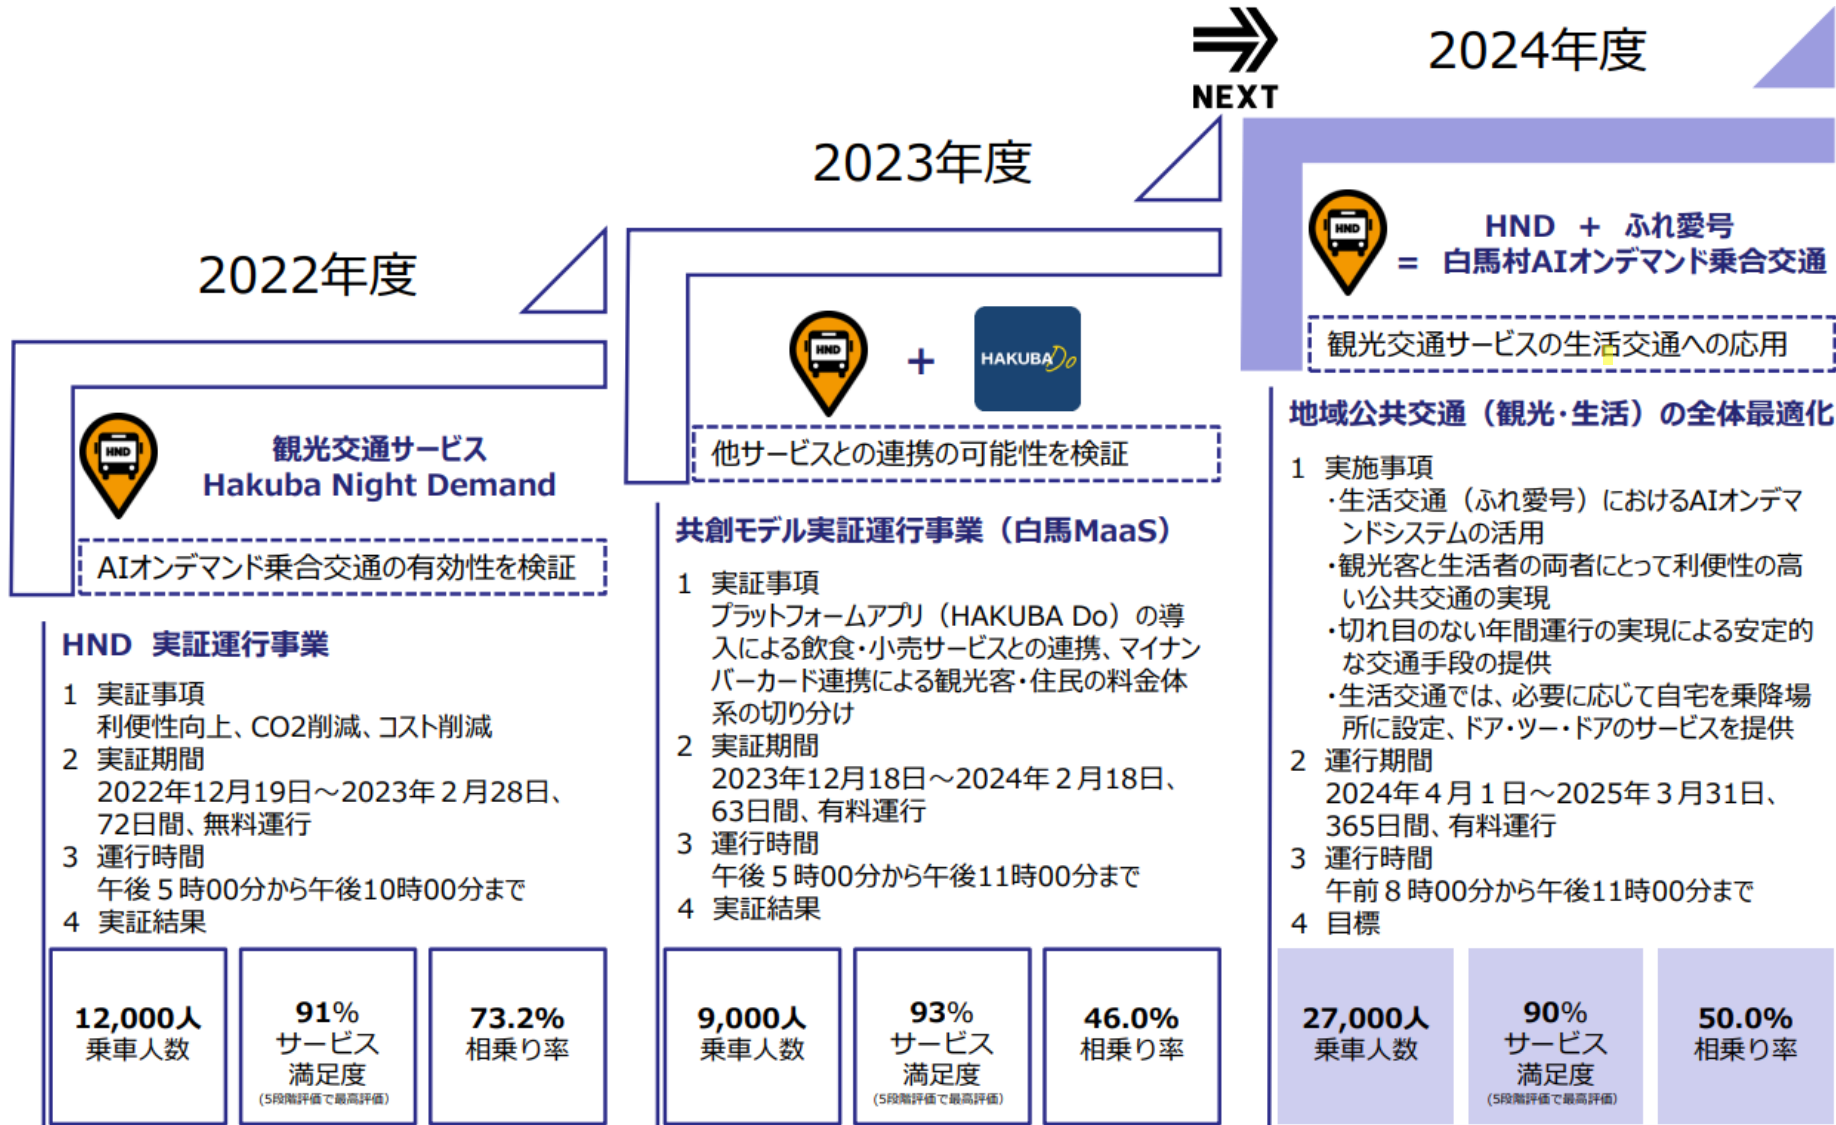 2022年度
HND
観光交通サービス
Hakuba Night Demand
AIオンデマンド乗合交通の有効性を検証
HND 実証運行事業
1 実証事項
利便性向上、CO2削減、コスト削減
2 実証期間
2022年12月19日～2023年２月28日、
72日間、無料運行
3 運行時間
午後５時00分から午後10時00分まで
4 実証結果
12,000人
乗車人数
91%
サービス
満足度
(5段階評価で最高評価)
73.2%
相乗り率
2023年度
HND
+
HAKUBA Do
他サービスとの連携の可能性を検証
共創モデル実証運行事業（白馬MaaS）
1 実証事項
プラットフォームアプリ（HAKUBA Do）の導
入による飲食・小売サービスとの連携、マイナン
バーカード連携による観光客・住民の料金体
系の切り分け
2 実証期間
2023年12月18日～2024年２月18日、
63日間、有料運行
3 運行時間
午後５時00分から午後11時00分まで
4 実証結果
9,000人
乗車人数
93%
サービス
満足度
(5段階評価で最高評価)
46.0%
相乗り率
NEXT
2024年度
HND
HND + ふれ愛号
= 白馬村AIオンデマンド乗合交通
観光交通サービスの生活交通への応用
地域公共交通（観光・生活）の全体最適化
1 実施事項
・生活交通（ふれ愛号）におけるAIオンデマ
ンドシステムの活用
・観光客と生活者の両者にとって利便性の高
い公共交通の実現
・切れ目のない年間運行の実現による安定的
な交通手段の提供
・生活交通では、必要に応じて自宅を乗降場
所に設定、ドア・ツー・ドアのサービスを提供
2 運行期間
2024年４月１日～2025年３月31日、
365日間、有料運行
3 運行時間
午前８時00分から午後11時00分まで
4 目標
27,000人
乗車人数
90%
サービス
満足度
(5段階評価で最高評価)
50.0%
相乗り率